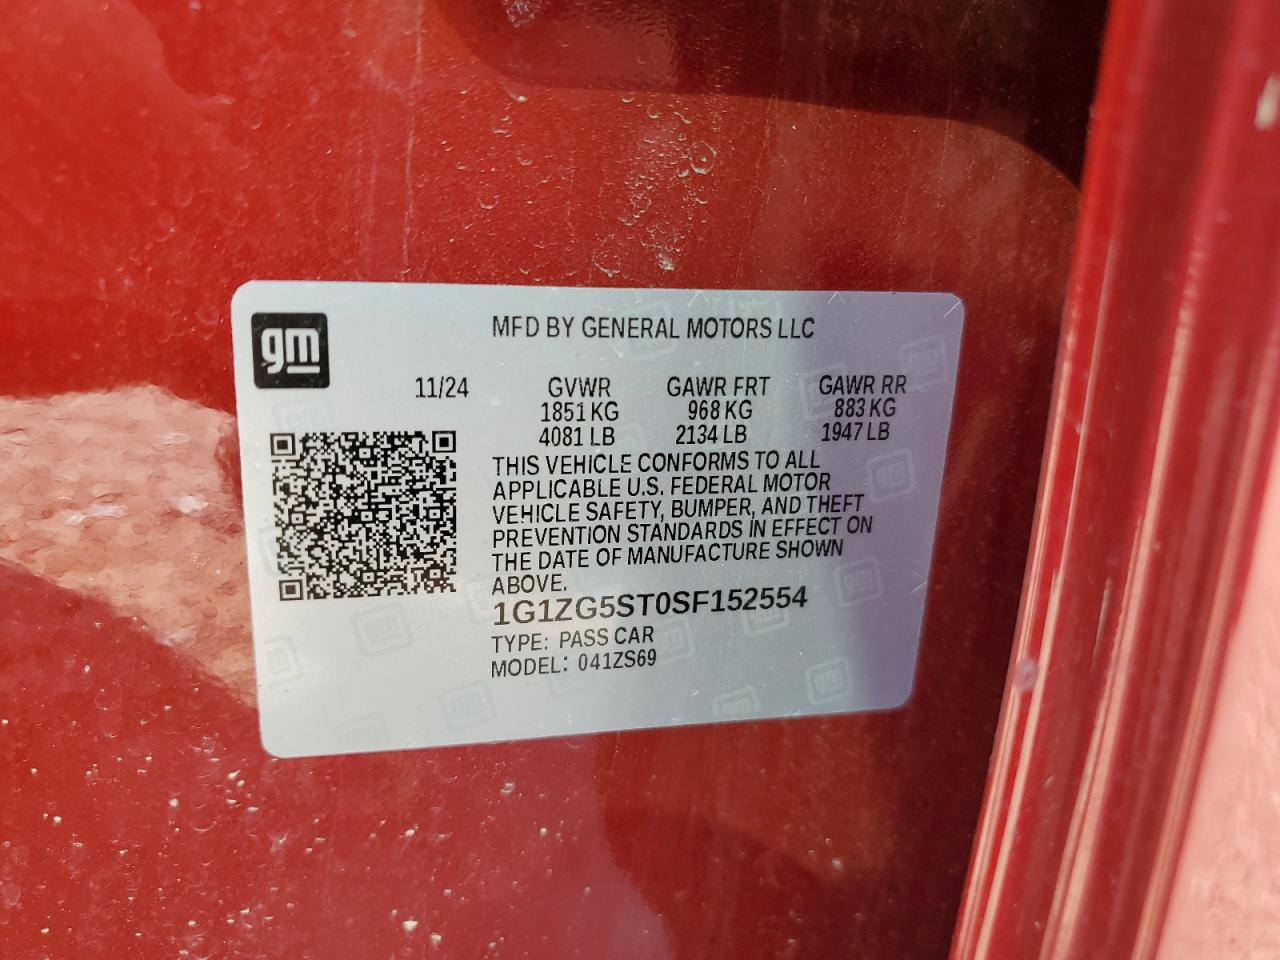 gm
MFD BY GENERAL MOTORS LLC
11/24 GVWR GAWR FRT GAWR RR
1851 KG 968 KG 883 KG
4081 LB 2134 LB 1947 LB
THIS VEHICLE CONFORMS TO ALL
APPLICABLE U.S. FEDERAL MOTOR
VEHICLE SAFETY, BUMPER, AND THEFT
PREVENTION STANDARDS IN EFFECT ON
THE DATE OF MANUFACTURE SHOWN
ABOVE.
1G1ZG5ST0SF152554
TYPE: PASS CAR
MODEL: 041ZS69